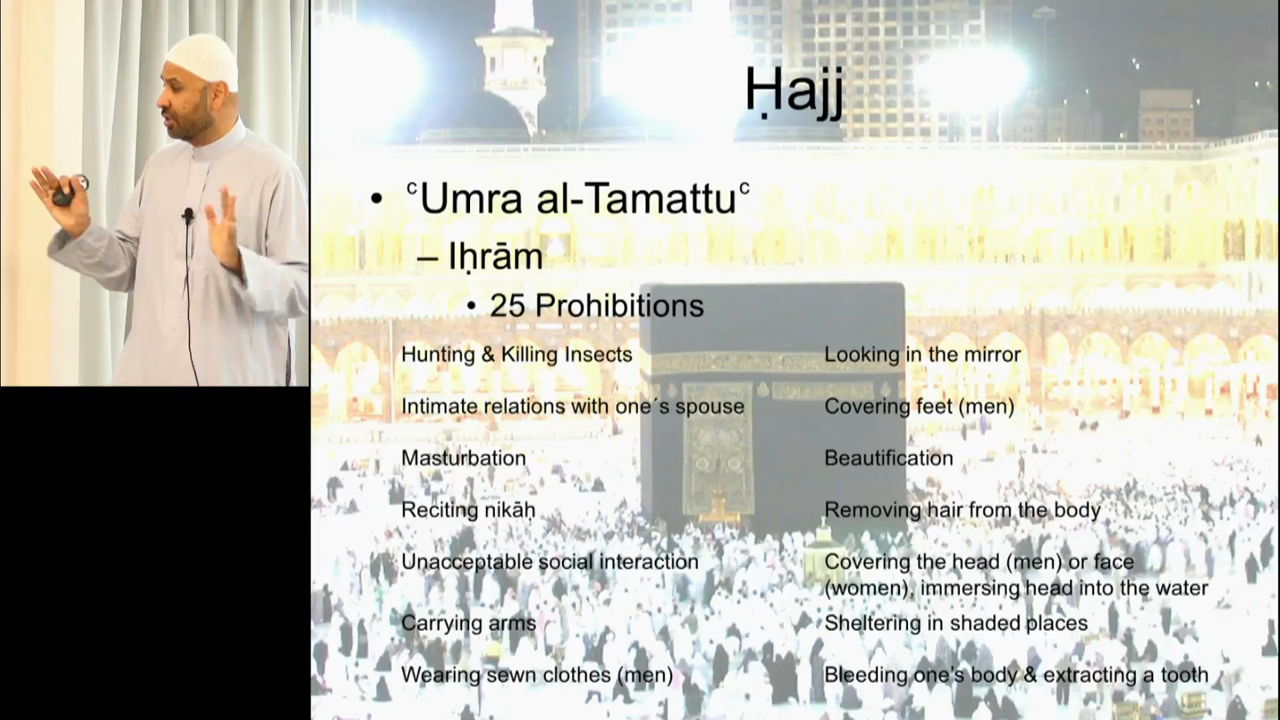 Ḥajj
• ᶜUmra al-Tamattuᶜ
– Iḥrām
• 25 Prohibitions
Hunting & Killing Insects
Intimate relations with one´s spouse
Masturbation
Reciting nikāḥ
Unacceptable social interaction
Carrying arms
Wearing sewn clothes (men)
Looking in the mirror
Covering feet (men)
Beautification
Removing hair from the body
Covering the head (men) or face
(women), immersing head into the water
Sheltering in shaded places
Bleeding one's body & extracting a tooth